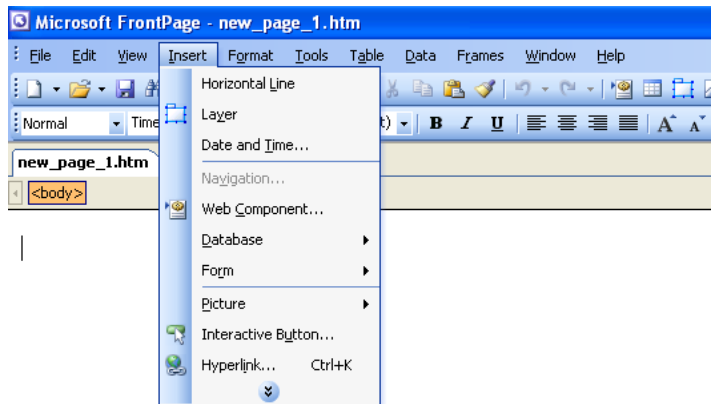 Microsoft FrontPage - new_page_1.htm
File Edit View Insert Format Tools Table Data Frames Window Help
Horizontal Line
Normal
Layer
B I U
A A
Date and Time...
new_page_1.htm
Navigation...
<body>
Web Component...
Database
Form
Picture
Interactive Button...
Hyperlink... Ctrl+K